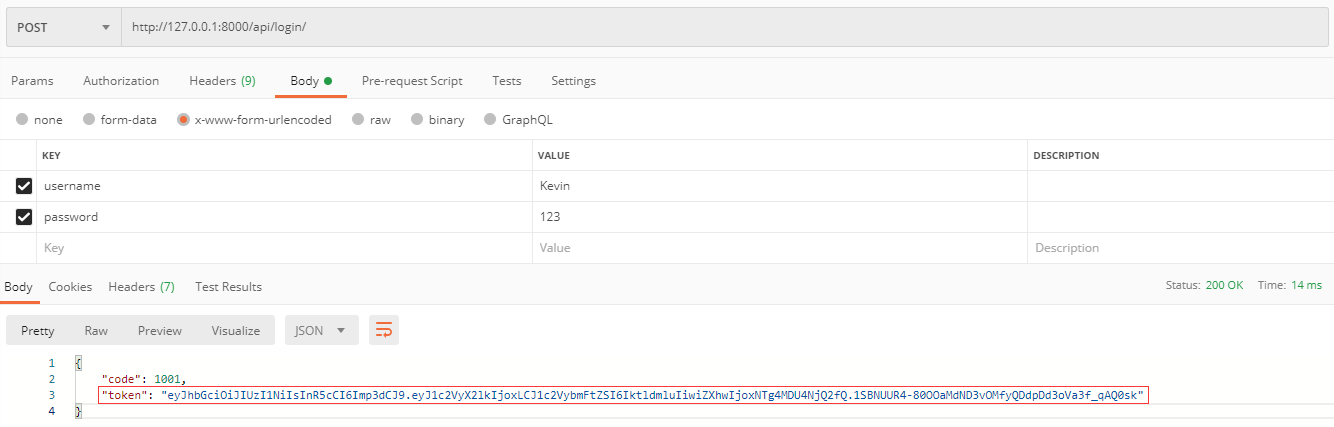 POST http://127.0.0.1:8000/api/login/
Params Authorization Headers (9) Body Pre-request Script Tests Settings
none form-data x-www-form-urlencoded raw binary GraphQL
KEY VALUE DESCRIPTION
username Kevin
password 123
Key Value Description
Body Cookies Headers (7) Test Results Status: 200 OK Time: 14 ms
Pretty Raw Preview Visualize JSON
1 {
2 "code": 1001,
3 "token": "eyJhbGciOiJIUzI1NiIsInR5cCI6Imp3dCJ9.eyJ1c2VyX2lkIjoxLCJ1c2VybmFtZSI6IktldmluIiwiZXhwIjoxNTg4MDU4NjQ2fQ.1SBNUUR4-80OOaMdND3vOMfyQDdpDd3oVa3f_qAQ0sk"
4 }